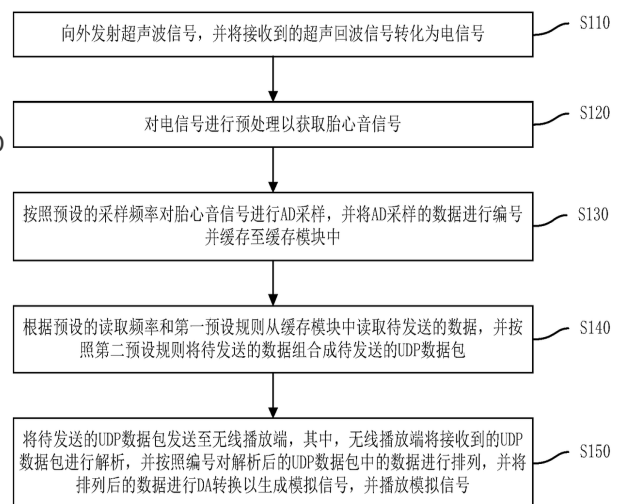 向外发射超声波信号，并将接收到的超声回波信号转化为电信号
S110
对电信号进行预处理以获取胎心音信号
S120
按照预设的采样频率对胎心音信号进行AD采样，并将AD采样的数据进行编号
并缓存至缓存模块中
S130
根据预设的读取频率和第一预设规则从缓存模块中读取待发送的数据，并按
照第二预设规则将待发送的数据组合成待发送的UDP数据包
S140
将待发送的UDP数据包发送至无线播放端，其中，无线播放端将接收到的UDP
数据包进行解析，并按照编号对解析后的UDP数据包中的数据进行排列，并将
排列后的数据进行DA转换以生成模拟信号，并播放模拟信号
S150